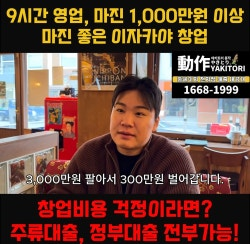 9시간 영업, 마진 1,000만원 이상
마진 좋은 이자카야 창업
動作
YAKITORI
1668-1999
3,000만원 팔아서 300만원 벌어갑니다
창업비용 걱정이라면?
주류대출, 정부대출 전부가능!